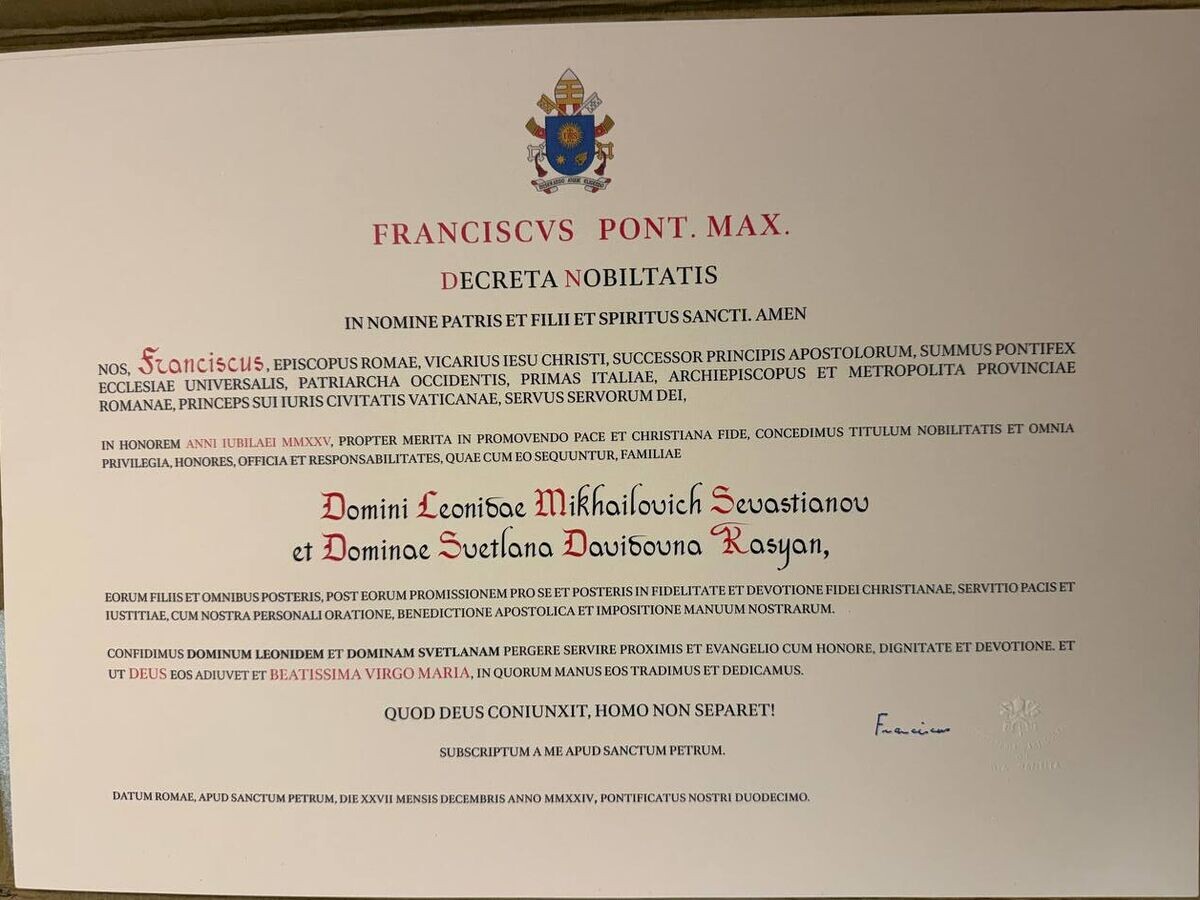 FRANCISCVS PONT. MAX.
DECRETA NOBILTATIS
IN NOMINE PATRIS ET FILII ET SPIRITUS SANCTI. AMEN
NOS, Franciscus, EPISCOPUS ROMAE, VICARIUS IESU CHRISTI, SUCCESSOR PRINCIPIS APOSTOLORUM, SUMMUS PONTIFEX
ECCLESIAE UNIVERSALIS, PATRIARCHA OCCIDENTIS, PRIMAS ITALIAE, ARCHIEPISCOPUS ET METROPOLITA PROVINCIAE
ROMANAE, PRINCEPS SUI IURIS CIVITATIS VATICANAE, SERVUS SERVORUM DEI,
IN HONOREM ANNI IUBILAEI MMXXV, PROPTER MERITA IN PROMOVENDO PACE ET CHRISTIANA FIDE, CONCEDIMUS TITULUM NOBILITATIS ET OMNIA
PRIVILEGIA, HONORES, OFFICIA ET RESPONSABILITATES, QUAE CUM EO SEQUUNTUR, FAMILIAE
Domini Leonidae Mikhailovich Sevastianov
et Dominae Svetlana Davidovna Kasyan,
EORUM FILIIS ET OMNIBUS POSTERIS, POST EORUM PROMISSIONEM PRO SE ET POSTERIS IN FIDELITATE ET DEVOTIONE FIDEI CHRISTIANAE, SERVITIO PACIS ET
IUSTITIAE, CUM NOSTRA PERSONALI ORATIONE, BENEDICTIONE APOSTOLICA ET IMPOSITIONE MANUUM NOSTRARUM.
CONFIDIMUS DOMINUM LEONIDEM ET DOMINAM SVETLANAM PERGERE SERVIRE PROXIMIS ET EVANGELIO CUM HONORE, DIGNITATE ET DEVOTIONE. ET
UT DEUS EOS ADIUVET ET BEATISSIMA VIRGO MARIA, IN QUORUM MANUS EOS TRADIMUS ET DEDICAMUS.
QUOD DEUS CONIUNXIT, HOMO NON SEPARET!
Franciscus
SUBSCRIPTUM A ME APUD SANCTUM PETRUM.
DATUM ROMAE, APUD SANCTUM PETRUM, DIE XXVII MENSIS DECEMBRIS ANNO MMXXIV, PONTIFICATUS NOSTRI DUODECIMO.